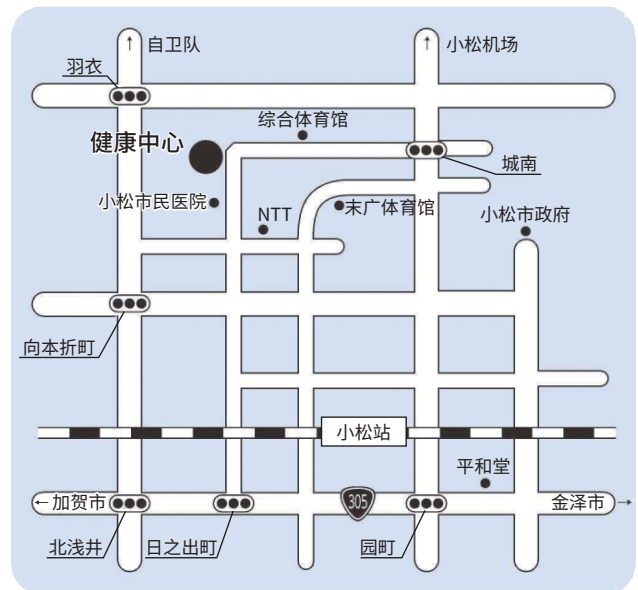 ↑自卫队
↑小松机场
羽衣
综合体育馆
健康中心
城南
小松市民医院
末广体育馆
NTT
小松市政府
向本折町
小松站
平和堂
←加贺市
305
金泽市→
北浅井
日之出町
园町